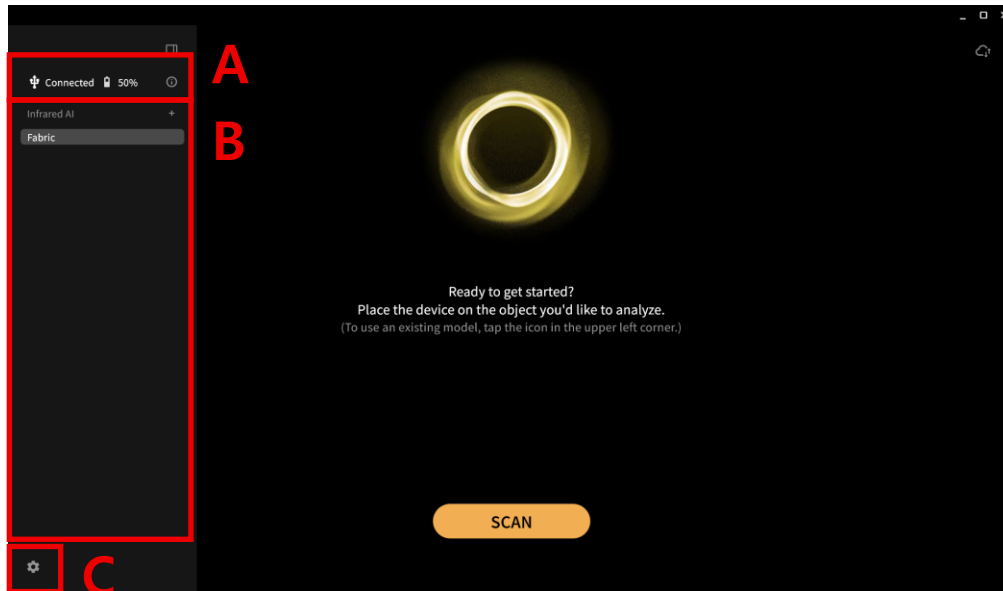 Connected 50%
A
Infrared AI +
Fabric
B
Ready to get started?
Place the device on the object you'd like to analyze.
(To use an existing model, tap the icon in the upper left corner.)
SCAN
C